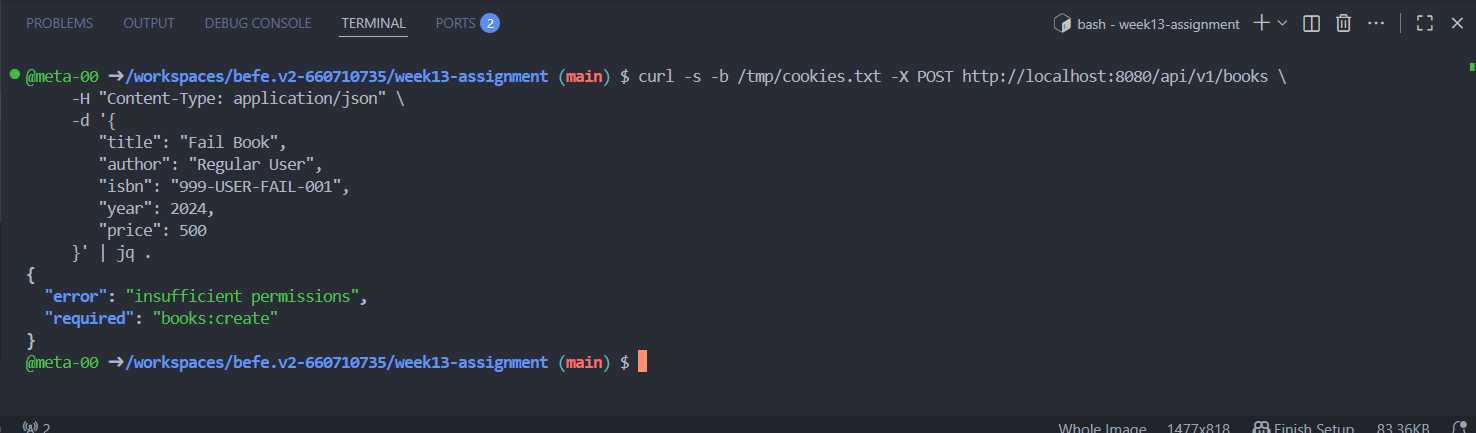 PROBLEMS OUTPUT DEBUG CONSOLE TERMINAL PORTS 2 bash - week13-assignment
@meta-00 ➜/workspaces/befe.v2-660710735/week13-assignment (main) $ curl -s -b /tmp/cookies.txt -X POST http://localhost:8080/api/v1/books \
-H "Content-Type: application/json" \
-d '{
"title": "Fail Book",
"author": "Regular User",
"isbn": "999-USER-FAIL-001",
"year": 2024,
"price": 500
}' | jq .
{
"error": "insufficient permissions",
"required": "books:create"
}
@meta-00 ➜/workspaces/befe.v2-660710735/week13-assignment (main) $
2 Whole Image 1477x818 Finish Setup 83.36KB